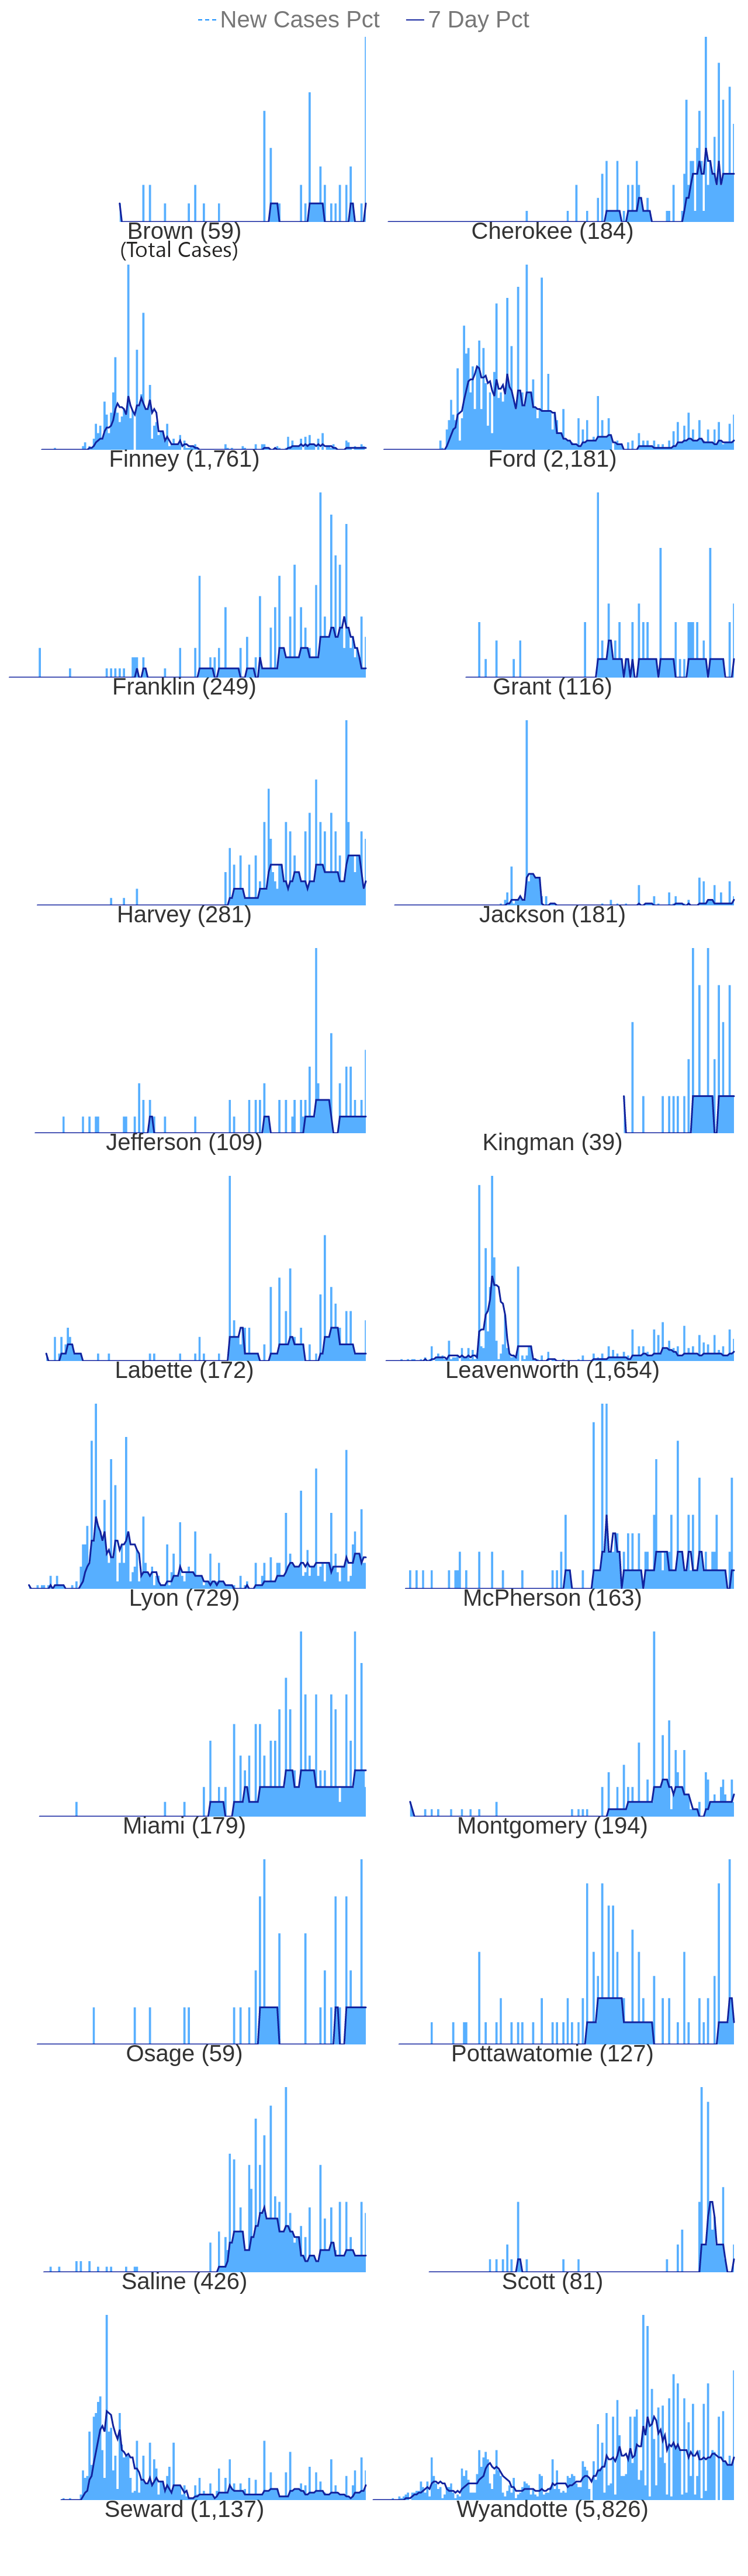 New Cases Pct 7 Day Pct
Brown (59) Cherokee (184)
(Total Cases)
Finney (1,761) Ford (2,181)
Franklin (249) Grant (116)
Harvey (281) Jackson (181)
Jefferson (109) Kingman (39)
Labette (172) Leavenworth (1,654)
Lyon (729) McPherson (163)
Miami (179) Montgomery (194)
Osage (59) Pottawatomie (127)
Saline (426) Scott (81)
Seward (1,137) Wyandotte (5,826)